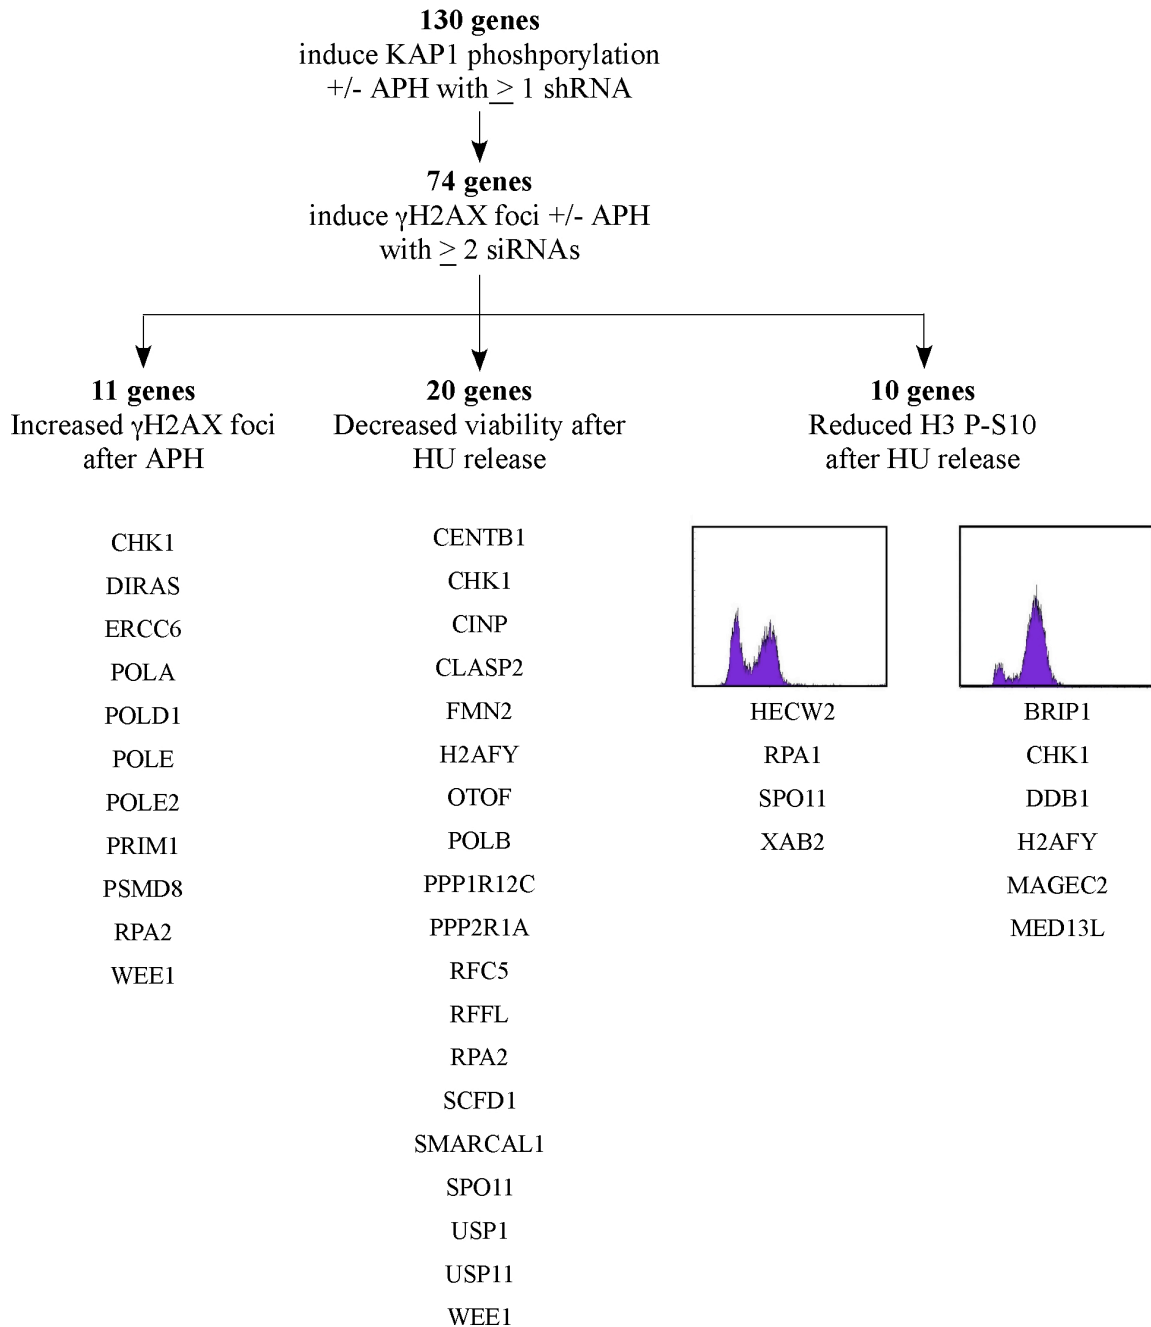 130 genes
induce KAP1 phoshporylation
+/- APH with ≥ 1 shRNA
74 genes
induce γH2AX foci +/- APH
with ≥ 2 siRNAs
11 genes
Increased γH2AX foci
after APH
CHK1
DIRAS
ERCC6
POLA
POLD1
POLE
POLE2
PRIM1
PSMD8
RPA2
WEE1
20 genes
Decreased viability after
HU release
CENTB1
CHK1
CINP
CLASP2
FMN2
H2AFY
OTOF
POLB
PPP1R12C
PPP2R1A
RFC5
RFFL
RPA2
SCFD1
SMARCAL1
SPO11
USP1
USP11
WEE1
10 genes
Reduced H3 P-S10
after HU release
HECW2
RPA1
SPO11
XAB2
BRIP1
CHK1
DDB1
H2AFY
MAGEC2
MED13L